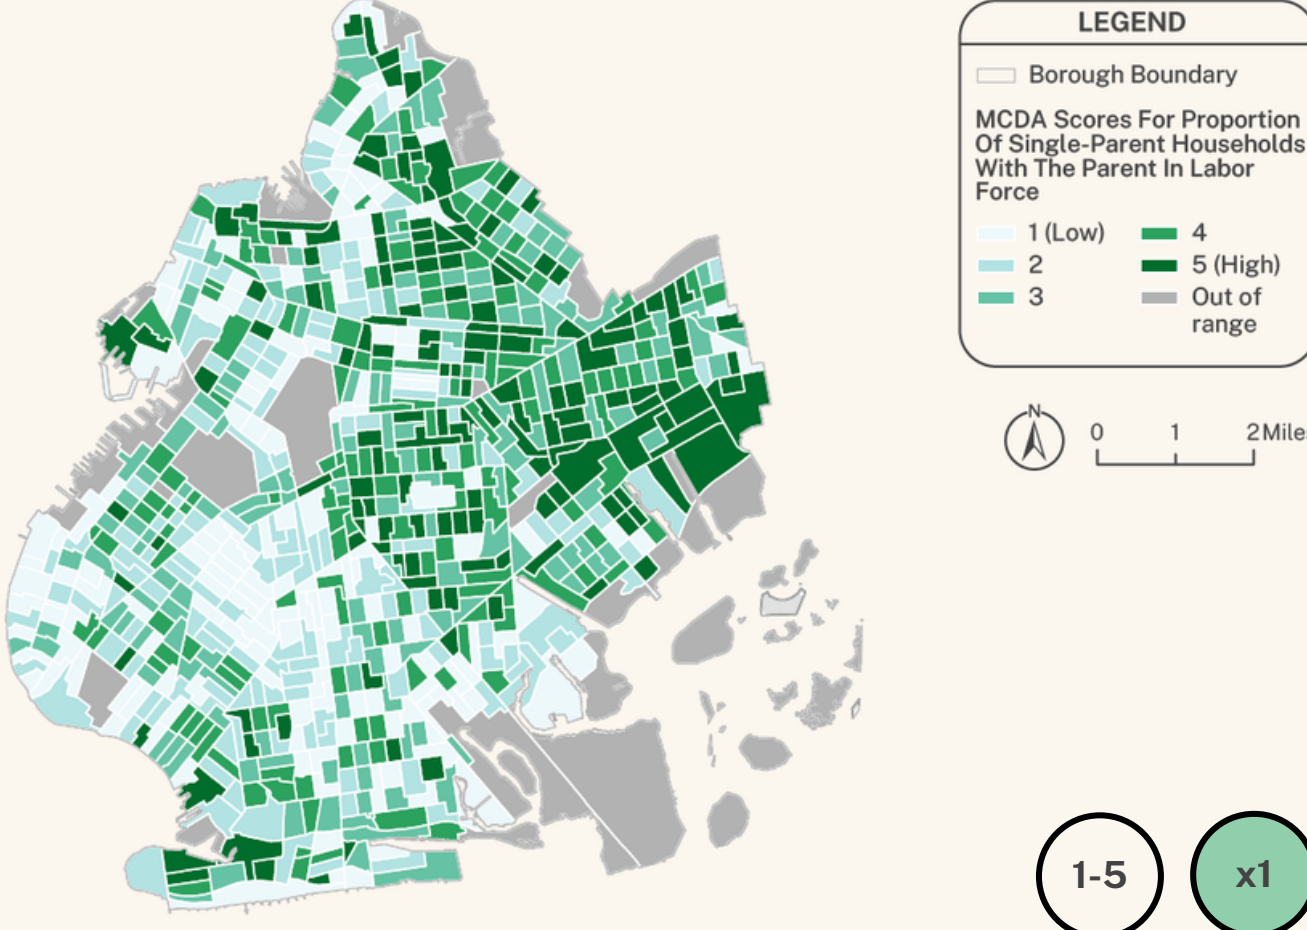 LEGEND
Borough Boundary
MCDA Scores For Proportion
Of Single-Parent Households
With The Parent In Labor
Force
1 (Low)
4
2
5 (High)
3
Out of
range
N
0
1
2
1-5
x1